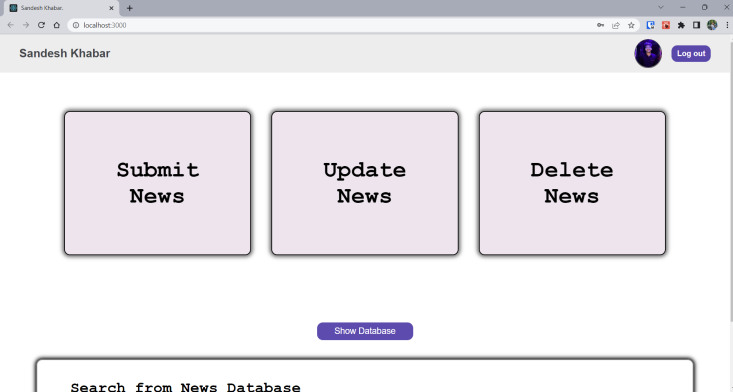 Sandesh Khabar.
localhost:3000
Sandesh Khabar
Log out
Submit
News
Update
News
Delete
News
Show Database
Search from News Database